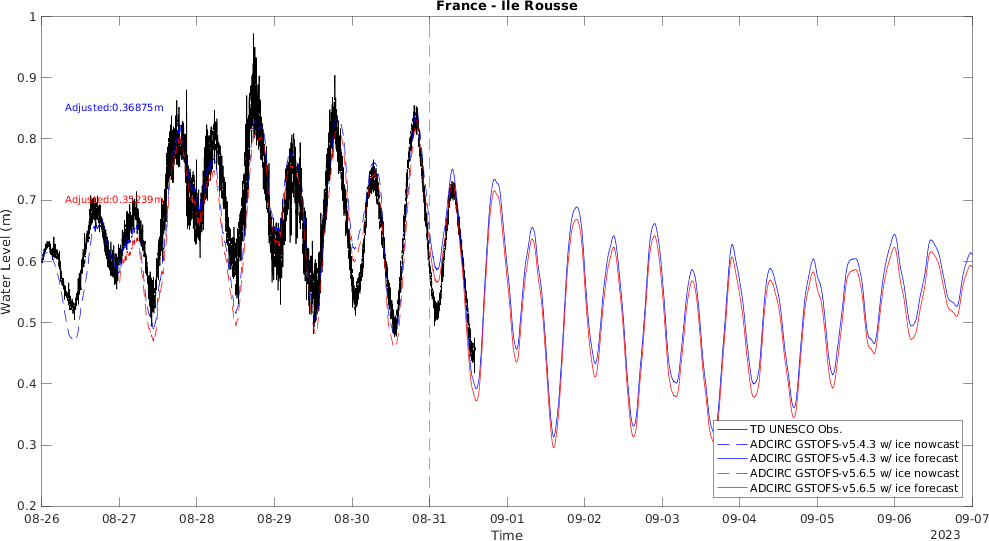 France - Ile Rousse
1
0.9
0.8
0.7
0.6
0.5
0.4
0.3
0.2
Water Level (m)
Adjusted:0.36875m
Adjusted:0.35239m
TD UNESCO Obs.
ADCIRC GSTOFS-v5.4.3 w/ ice nowcast
ADCIRC GSTOFS-v5.4.3 w/ ice forecast
ADCIRC GSTOFS-v5.6.5 w/ ice nowcast
ADCIRC GSTOFS-v5.6.5 w/ ice forecast
08-26 08-27 08-28 08-29 08-30 08-31 09-01 09-02 09-03 09-04 09-05 09-06 09-07
Time
2023